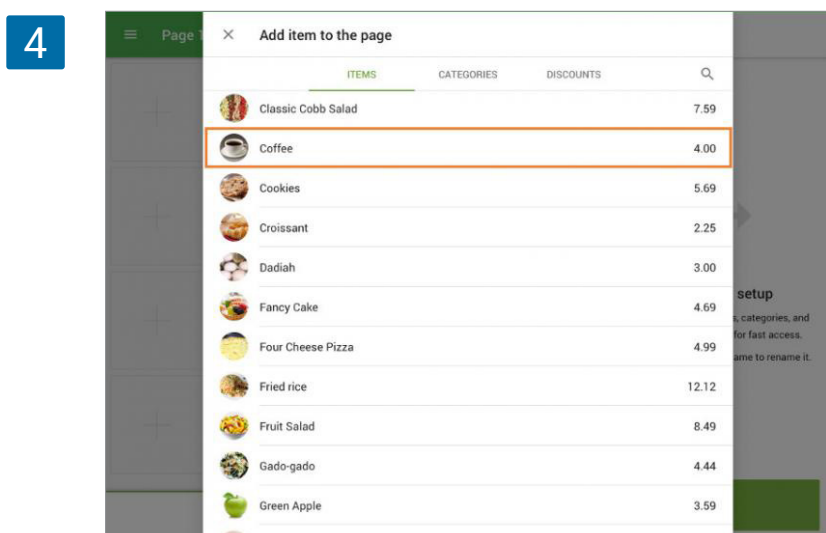 4
Page 1
Add item to the page
ITEMS CATEGORIES DISCOUNTS
Classic Cobb Salad 7.59
Coffee 4.00
Cookies 5.69
Croissant 2.25
Dadiah 3.00
Fancy Cake 4.69
Four Cheese Pizza 4.99
Fried rice 12.12
Fruit Salad 8.49
Gado-gado 4.44
Green Apple 3.59
setup
s, categories, and
for fast access.
ame to rename it.